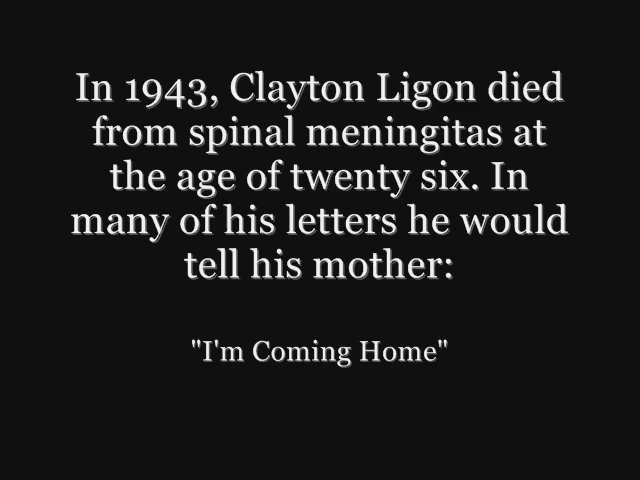 In 1943, Clayton Ligon died
from spinal meningitas at
the age of twenty six. In
many of his letters he would
tell his mother:
"I'm Coming Home"